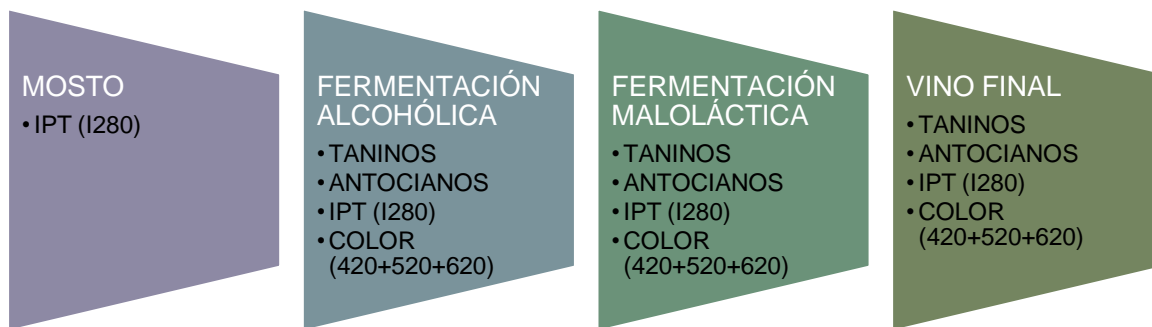 MOSTO
• IPT (I280)
FERMENTACIÓN
ALCOHÓLICA
• TANINOS
• ANTOCIANOS
• IPT (I280)
• COLOR
(420+520+620)
FERMENTACIÓN
MALOLÁCTICA
• TANINOS
• ANTOCIANOS
• IPT (I280)
• COLOR
(420+520+620)
VINO FINAL
• TANINOS
• ANTOCIANOS
• IPT (I280)
• COLOR
(420+520+620)